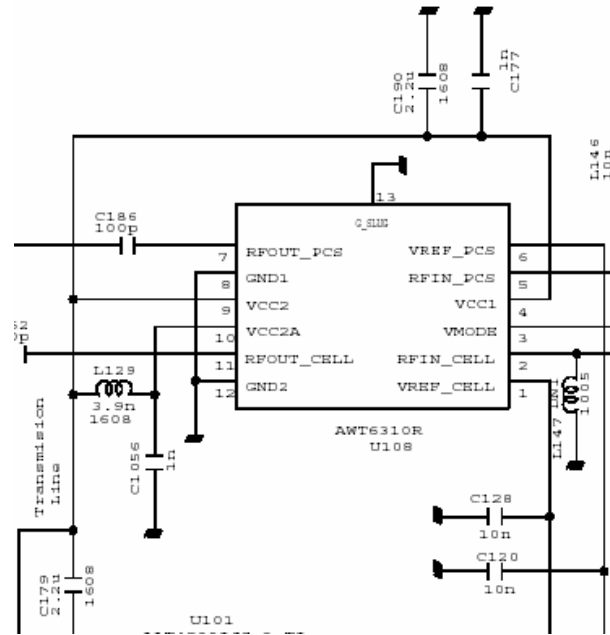 C190
2.2u
1608
1n
C177
L146
10n
13
G_SLUG
C186
100p
7
RFOUT_PCS
VREF_PCS
6
8
GND1
RFIN_PCS
5
9
VCC2
VCC1
4
10
VCC2A
VMODE
3
11
RFOUT_CELL
RFIN_CELL
2
12
GND2
VREF_CELL
1
L129
3.9n
1608
AWT6310R
U108
L147
1005
Transmision
Line
C1056
1n
C128
10n
C120
10n
C179
2.2u
1608
U101